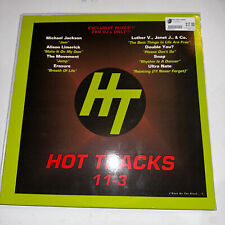 EXCLUSIVE REMIXES
FOR DJ'S ONLY!
Michael Jackson
"Jam"
Alison Limerick
"Make It On My Own"
The Movement
"Jump"
Erasure
"Breath Of Life"
Luther V., Janet J., & Co.
"The Best Things In Life Are Free"
Double You?
"Please Don't Go"
Snap
"Rhythm Is A Dancer"
Ultra Nate
"Rejoicing (I'll Never Forget)"
HT
HOT TRACKS
11-3